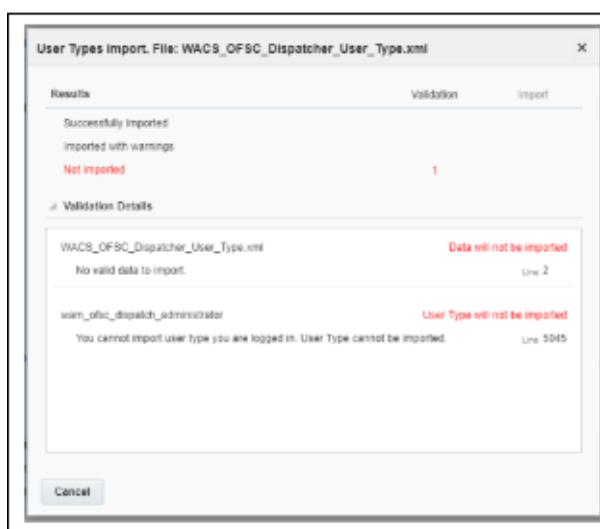 User Types import. File: WACS_OFSC_Dispatcher_User_Type.xml ×
Results Validation Import
Successfully imported
Imported with warnings
Not imported 1
Validation Details
WACS_OFSC_Dispatcher_User_Type.xml Data will not be imported
No valid data to import. Line 2
wam_ofsc_dispatch_administrator User Type will not be imported
You cannot import user type you are logged in. User Type cannot be imported. Line 5045
Cancel